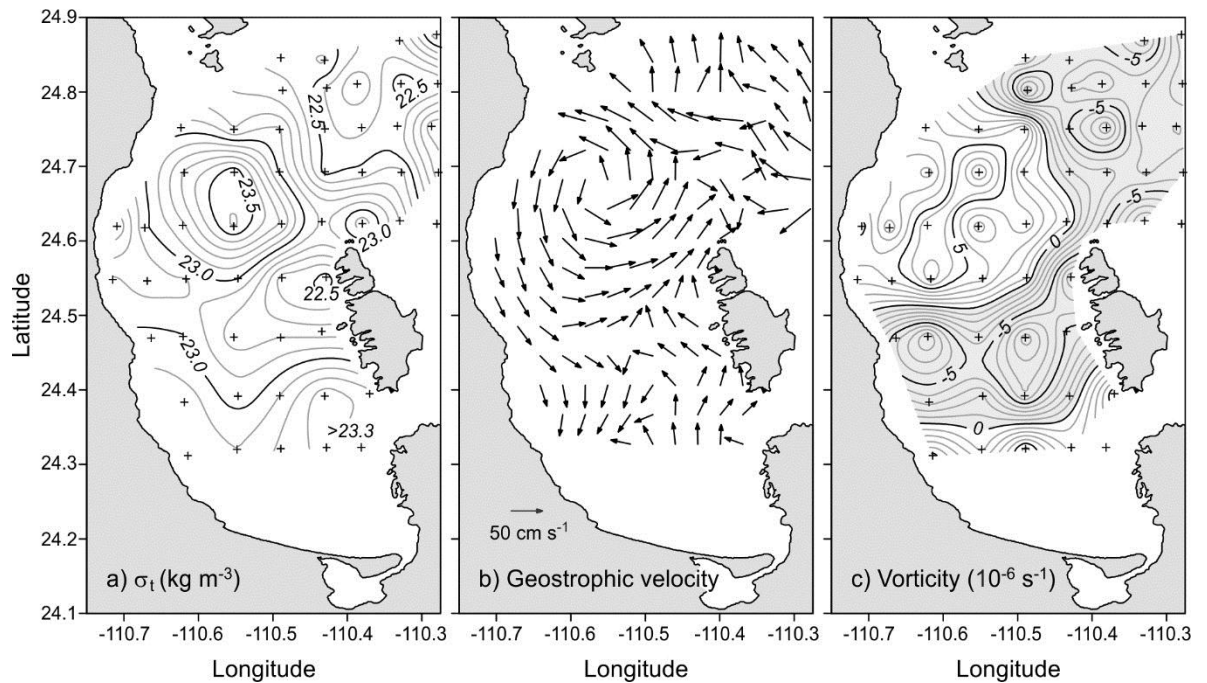 24.9
24.8
24.7
24.6
24.5
24.4
24.3
24.2
24.1
Latitude
22.5
22.5
23.5
23.0
23.0
22.5
23.0
>23.3
a) σt (kg m-3)
-110.7 -110.6 -110.5 -110.4 -110.3
Longitude
50 cm s-1
b) Geostrophic velocity
-110.7 -110.6 -110.5 -110.4 -110.3
Longitude
-5
-5
-5
5
0
-5
-5
0
c) Vorticity (10-6 s-1)
-110.7 -110.6 -110.5 -110.4 -110.3
Longitude